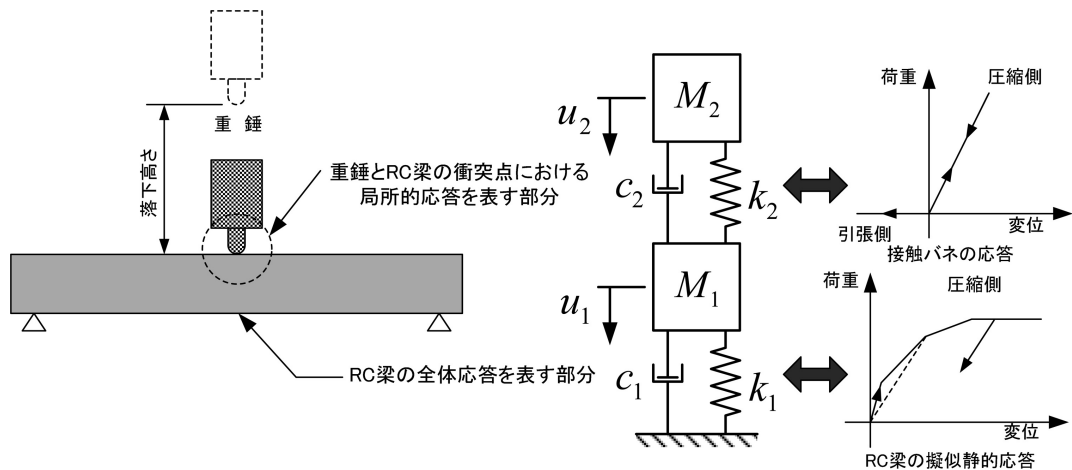 重 錘
落下高さ
重錘とRC梁の衝突点における
局所的応答を表す部分
RC梁の全体応答を表す部分
u2
M2
c2
k2
u1
M1
c1
k1
荷重
圧縮側
引張側
変位
接触バネの応答
荷重
圧縮側
変位
RC梁の擬似静的応答